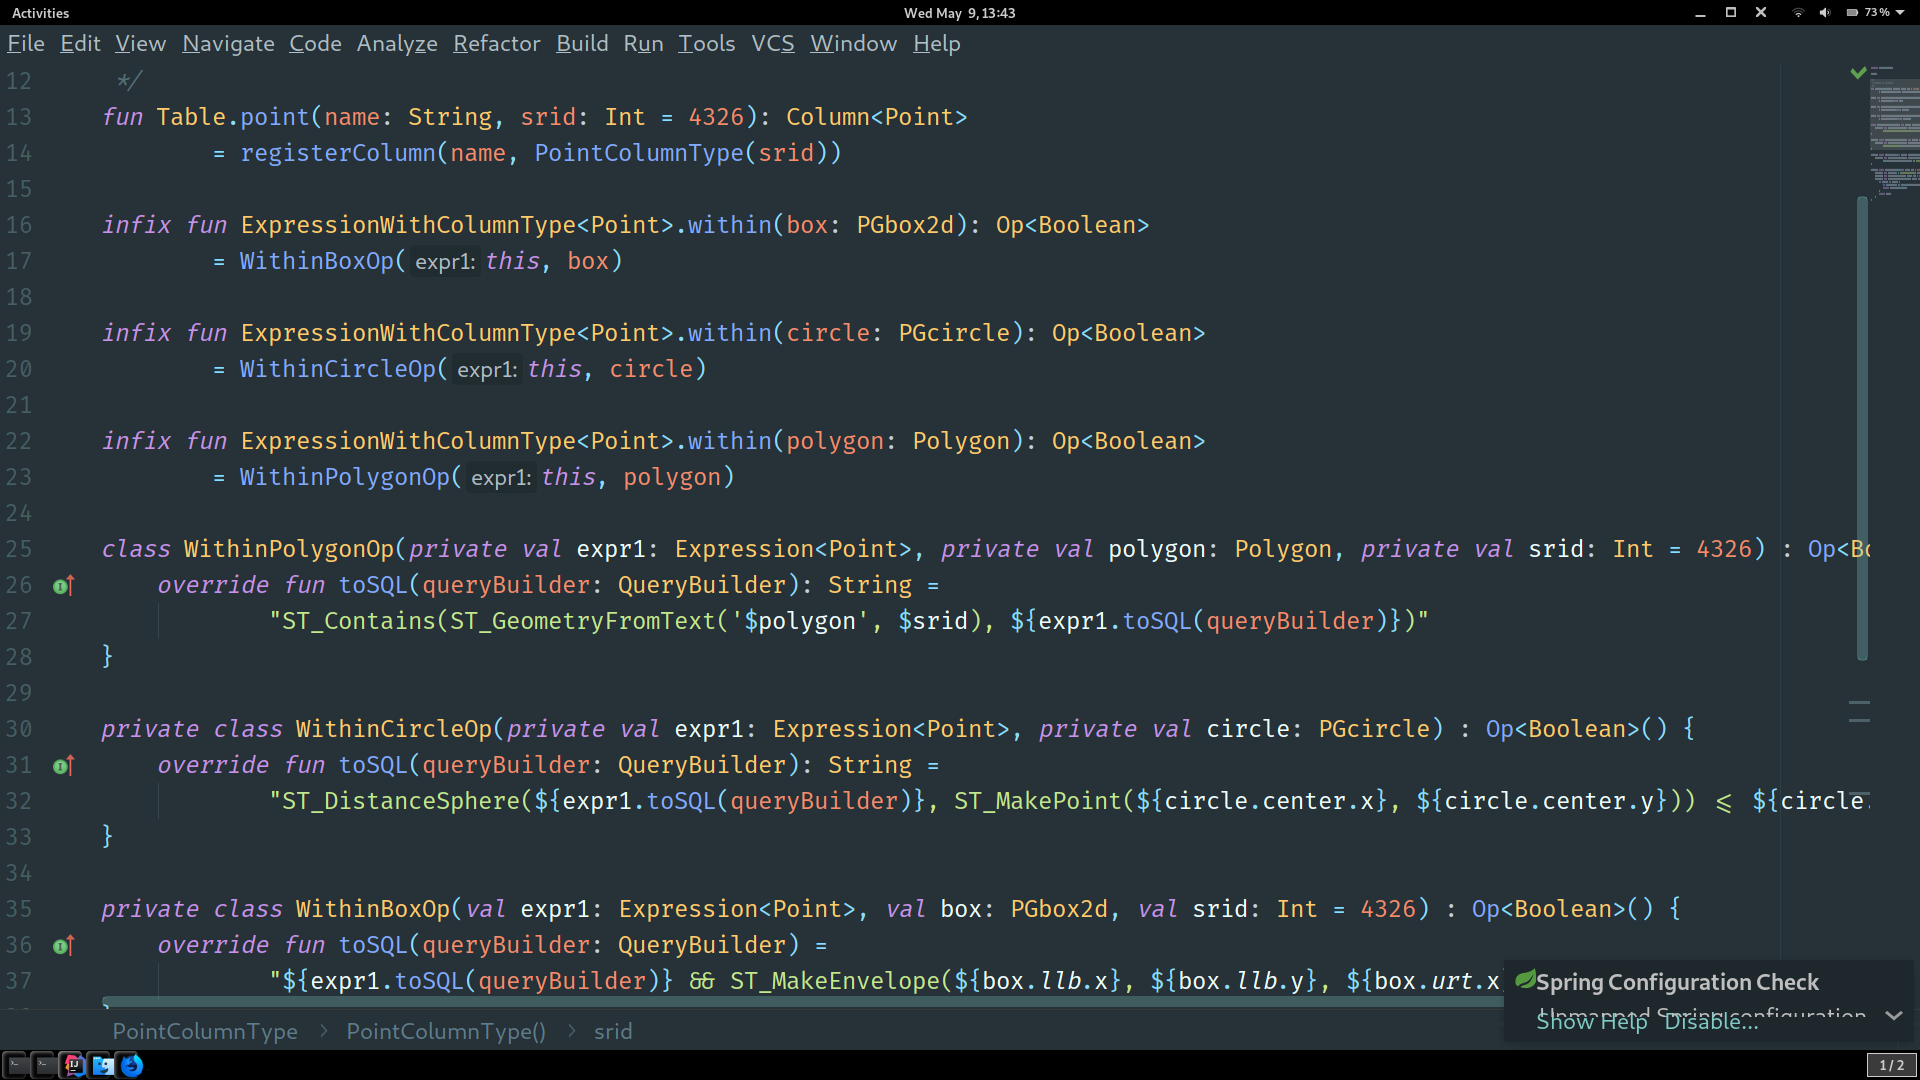 Activities
Wed May 9, 13:43
73%
File Edit View Navigate Code Analyze Refactor Build Run Tools VCS Window Help
12 */
13 fun Table.point(name: String, srid: Int = 4326): Column<Point>
14 = registerColumn(name, PointColumnType(srid))
15
16 infix fun ExpressionWithColumnType<Point>.within(box: PGbox2d): Op<Boolean>
17 = WithinBoxOp( expr1: this, box)
18
19 infix fun ExpressionWithColumnType<Point>.within(circle: PGcircle): Op<Boolean>
20 = WithinCircleOp( expr1: this, circle)
21
22 infix fun ExpressionWithColumnType<Point>.within(polygon: Polygon): Op<Boolean>
23 = WithinPolygonOp( expr1: this, polygon)
24
25 class WithinPolygonOp(private val expr1: Expression<Point>, private val polygon: Polygon, private val srid: Int = 4326) : Op<Bo
26 override fun toSQL(queryBuilder: QueryBuilder): String =
27 "ST_Contains(ST_GeometryFromText('$polygon', $srid), ${expr1.toSQL(queryBuilder)})"
28 }
29
30 private class WithinCircleOp(private val expr1: Expression<Point>, private val circle: PGcircle) : Op<Boolean>() {
31 override fun toSQL(queryBuilder: QueryBuilder): String =
32 "ST_DistanceSphere(${expr1.toSQL(queryBuilder)}, ST_MakePoint(${circle.center.x}, ${circle.center.y})) <= ${circle.
33 }
34
35 private class WithinBoxOp(val expr1: Expression<Point>, val box: PGbox2d, val srid: Int = 4326) : Op<Boolean>() {
36 override fun toSQL(queryBuilder: QueryBuilder) =
37 "${expr1.toSQL(queryBuilder)} && ST_MakeEnvelope(${box.llb.x}, ${box.llb.y}, ${box.urt.x
Spring Configuration Check
Unmapped Spring configuration
Show Help Disable...
PointColumnType > PointColumnType() > srid
1 / 2